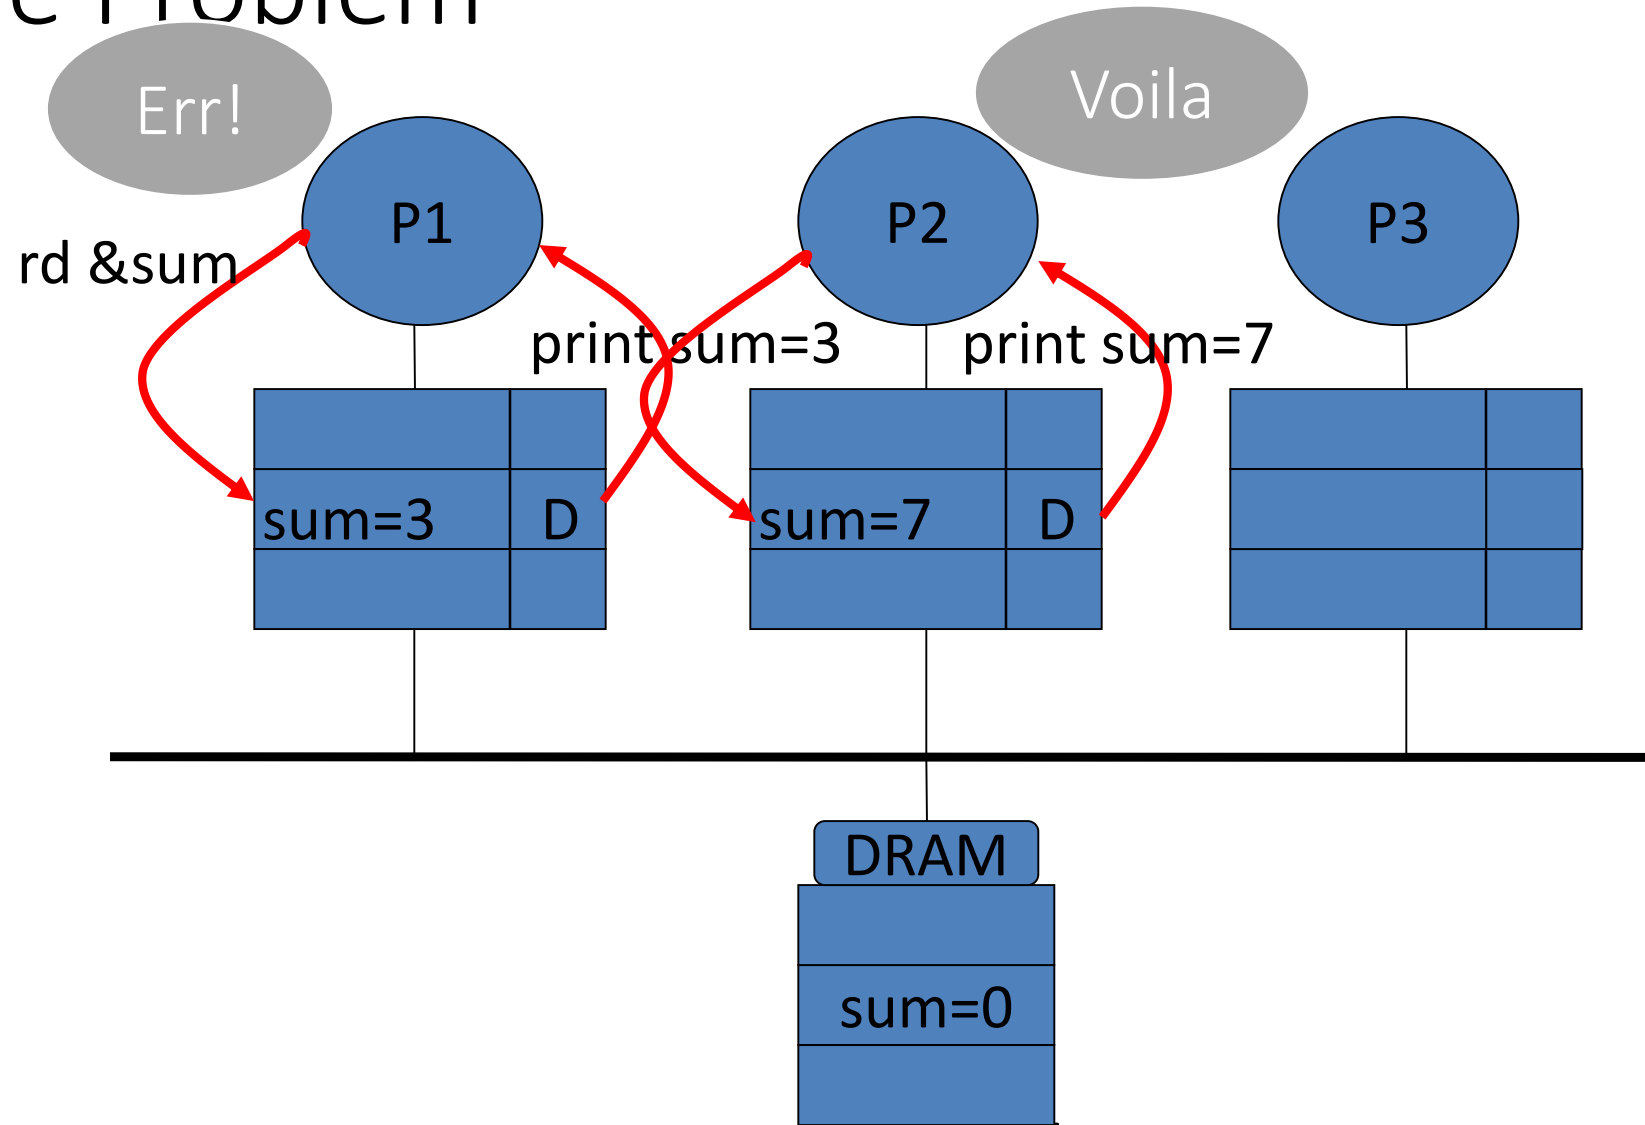 e Problem
Err!
Voila
P1
P2
P3
rd &sum
print sum=3
print sum=7
sum=3
D
sum=7
D
DRAM
sum=0